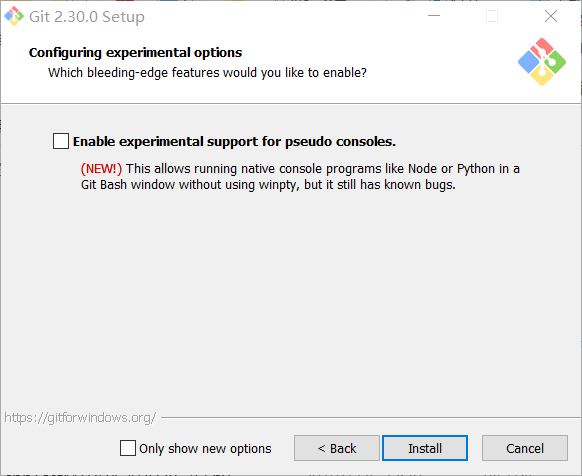 Git 2.30.0 Setup
Configuring experimental options
Which bleeding-edge features would you like to enable?
Enable experimental support for pseudo consoles.
(NEW!) This allows running native console programs like Node or Python in a
Git Bash window without using winpty, but it still has known bugs.
https://gitforwindows.org/
Only show new options
< Back
Install
Cancel